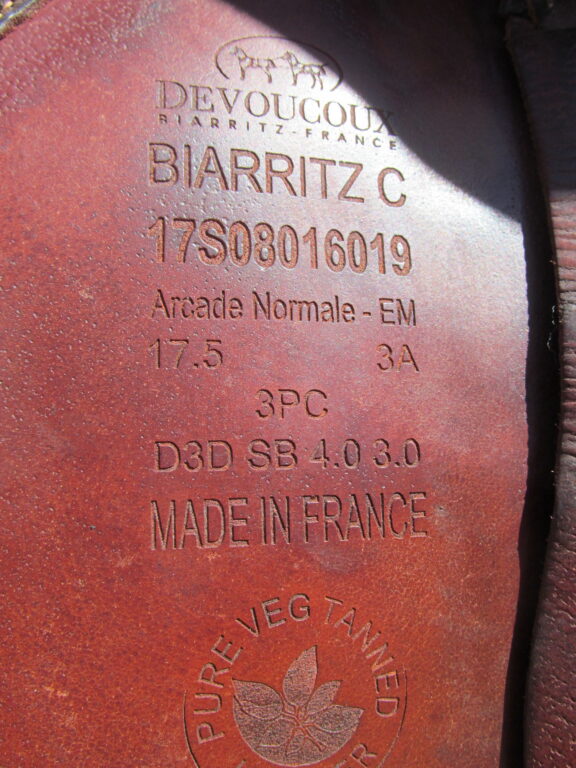 DEVOUCOUX
BIARRITZ-FRANCE
BIARRITZ C
17S08016019
Arcade Normale - EM
17.5 3A
3PC
D3D SB 4.0 3.0
MADE IN FRANCE
PURE VEG TANNED